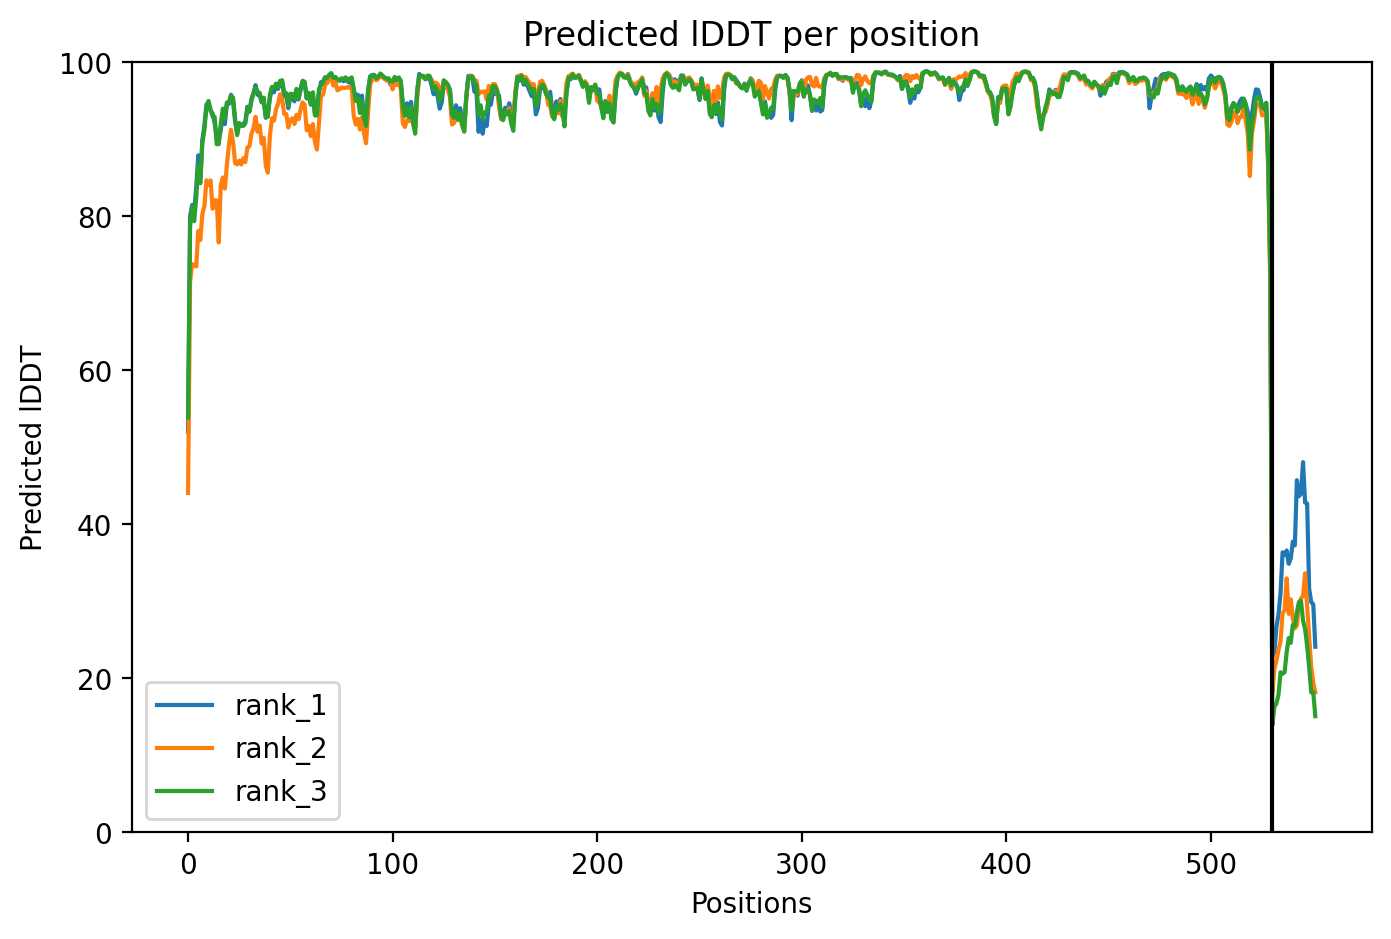 Predicted lDDT per position
100
80
60
40
20
0
Predicted lDDT
rank_1
rank_2
rank_3
0 100 200 300 400 500
Positions